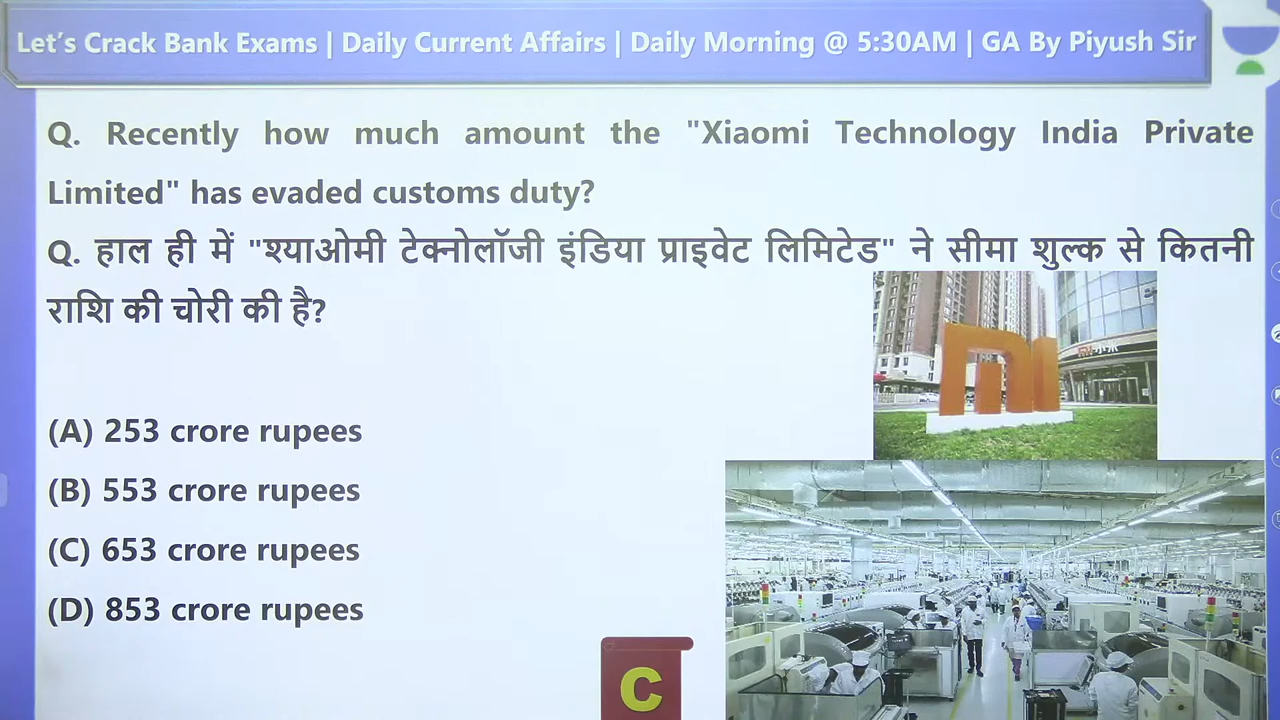 Let's Crack Bank Exams | Daily Current Affairs | Daily Morning @ 5:30AM | GA By Piyush Sir
Q. Recently how much amount the "Xiaomi Technology India Private
Limited" has evaded customs duty?
Q. हाल ही में "श्याओमी टेक्नोलॉजी इंडिया प्राइवेट लिमिटेड" ने सीमा शुल्क से कितनी
राशि की चोरी की है?
(A) 253 crore rupees
(B) 553 crore rupees
(C) 653 crore rupees
(D) 853 crore rupees
C